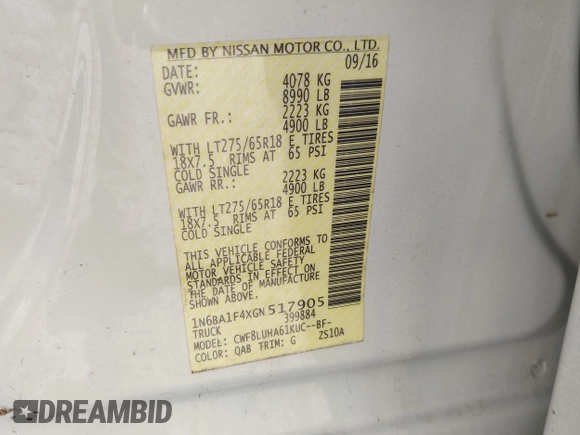 MFD BY NISSAN MOTOR CO., LTD.
DATE: 09/16
GVWR: 4078 KG
8990 LB
GAWR FR.: 2223 KG
4900 LB
WITH LT275/65R18 E TIRES
18x7.5 RIMS AT 65 PSI
COLD SINGLE
GAWR RR.: 2223 KG
4900 LB
WITH LT275/65R18 E TIRES
18x7.5 RIMS AT 65 PSI
COLD SINGLE
THIS VEHICLE CONFORMS TO
ALL APPLICABLE FEDERAL
MOTOR VEHICLE SAFETY
STANDARDS IN EFFECT ON
THE DATE OF MANUFACTURE
SHOWN ABOVE.
1N6BA1F4XGN517905
TRUCK 399884
MODEL: CWF8LUHA61KUC--BF-
ZS10A
COLOR: QAB TRIM: G
DREAMBID